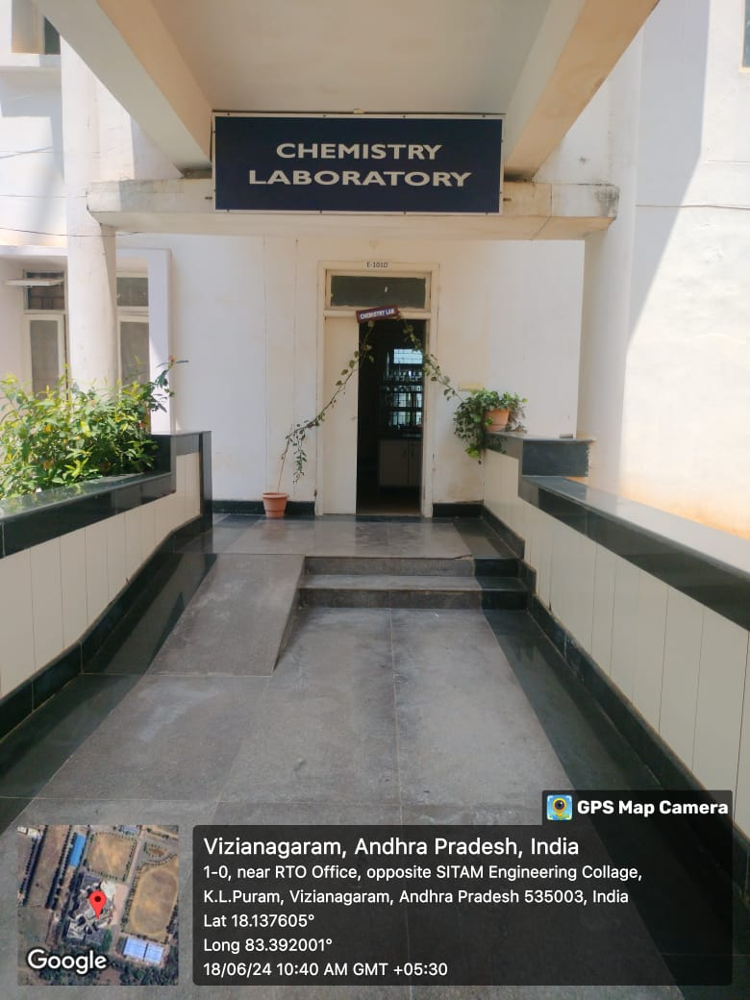 CHEMISTRY
LABORATORY
E-101D
CHEMISTRY LAB
GPS Map Camera
Vizianagaram, Andhra Pradesh, India
1-0, near RTO Office, opposite SITAM Engineering Collage,
K.L.Puram, Vizianagaram, Andhra Pradesh 535003, India
Lat 18.137605°
Long 83.392001°
18/06/24 10:40 AM GMT +05:30
Google